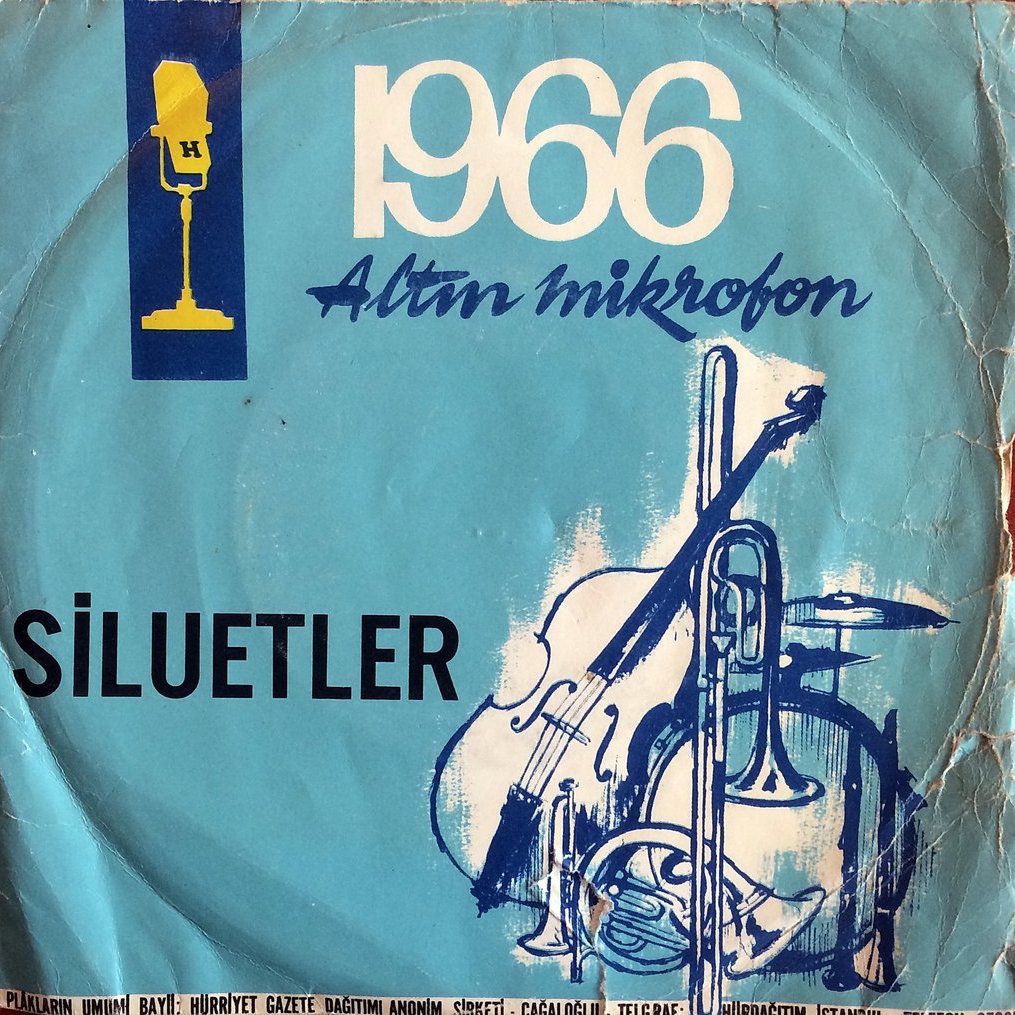 H
1966
Altın mikrofon
SİLUETLER
PLÂKLARIN UMUMİ BAYİİ: HÜRRİYET GAZETE DAĞITIMI ANONİM ŞİRKETİ - CAĞALOĞLU - TELGRAF: HÜRDAĞITIM İSTANBUL